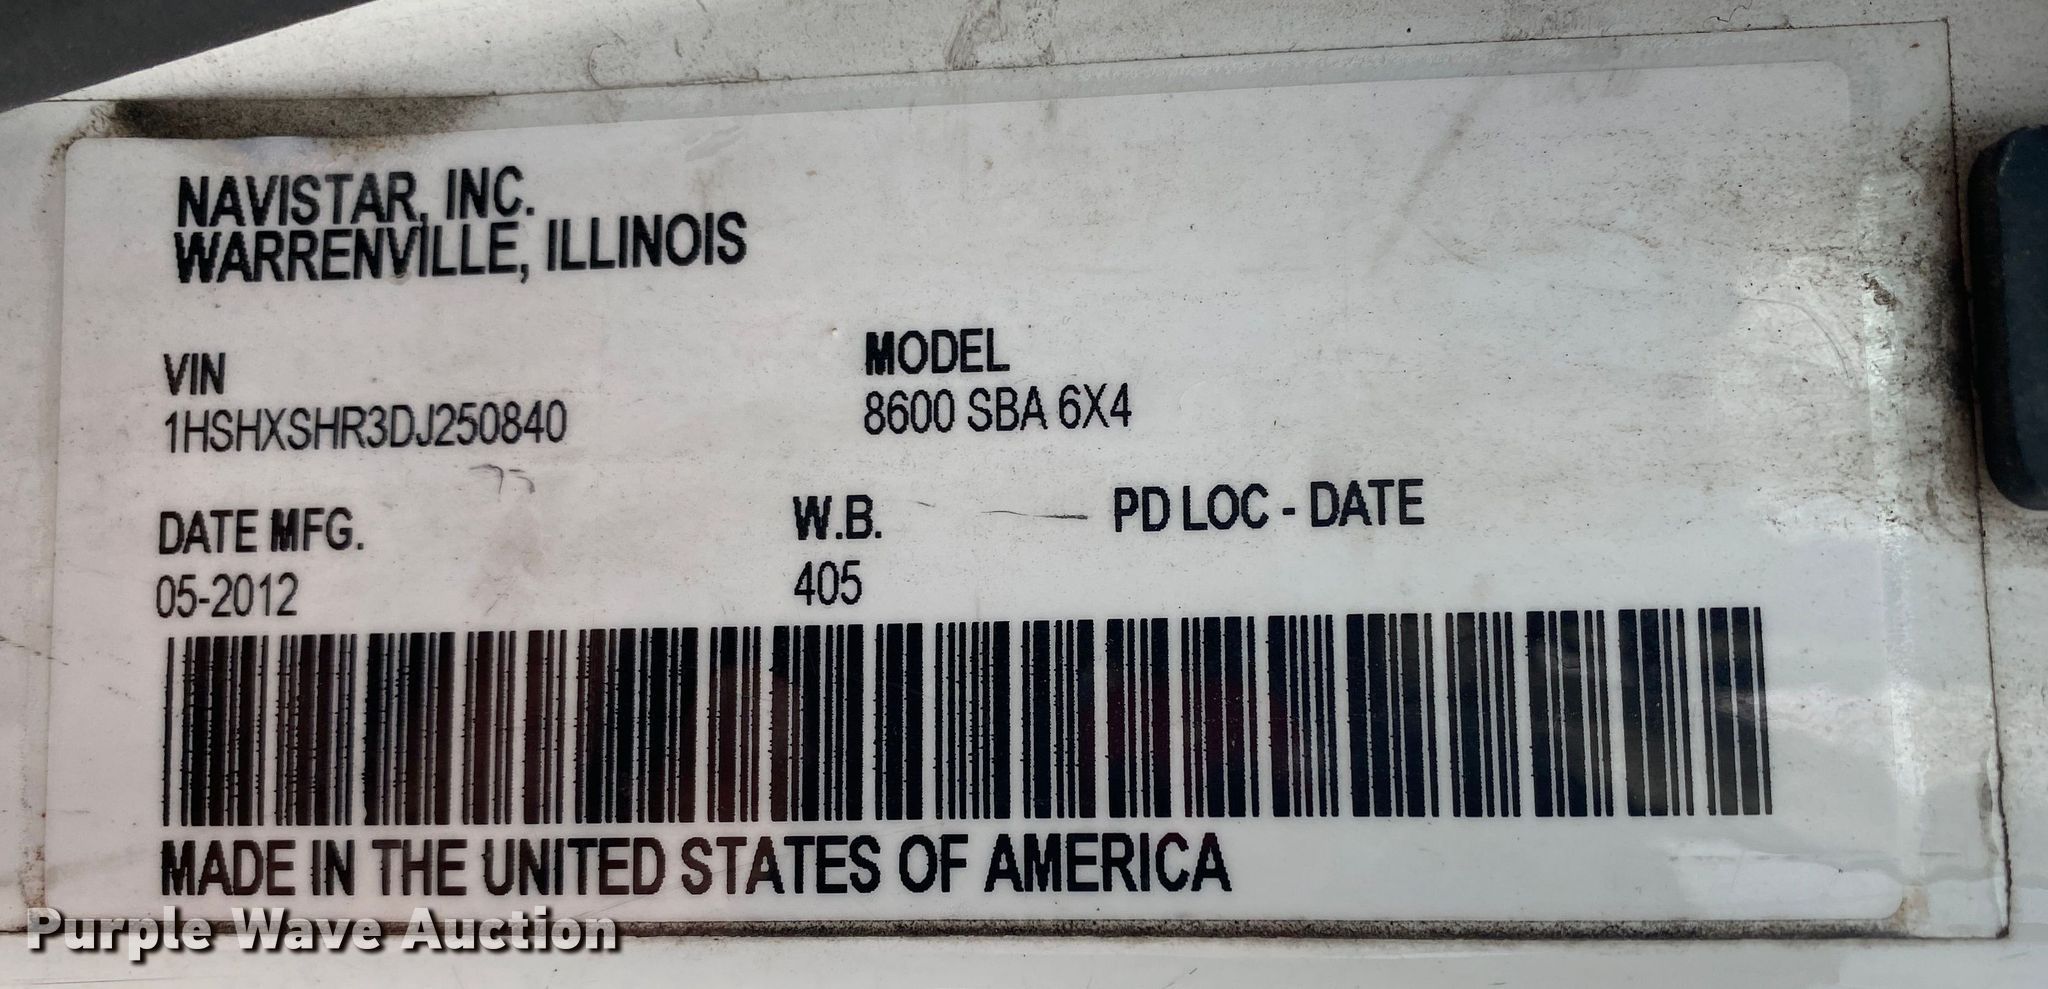 NAVISTAR, INC.
WARRENVILLE, ILLINOIS
VIN
1HSHXSHR3DJ250840
MODEL
8600 SBA 6X4
DATE MFG.
05-2012
W.B.
405
PD LOC - DATE
MADE IN THE UNITED STATES OF AMERICA
Purple Wave Auction